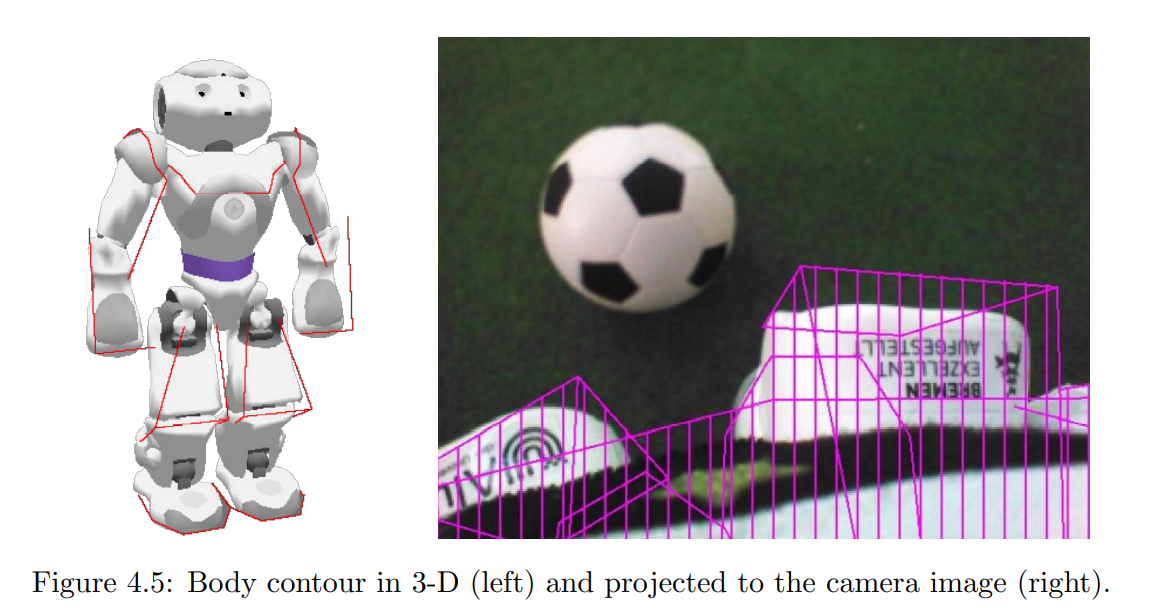 BREMEN
EXZELLENT
AUFGESTELLT
Figure 4.5: Body contour in 3-D (left) and projected to the camera image (right).